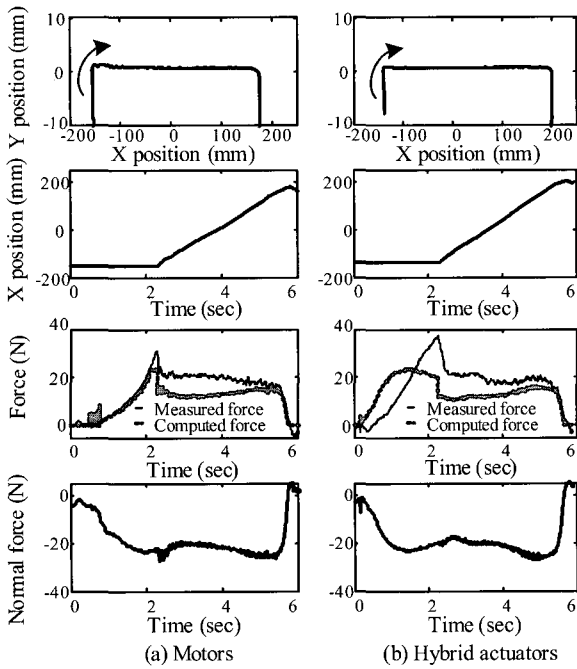 Y position (mm)
10
0
-10
-200 -100 0 100 200
X position (mm)
10
0
-10
-200 -100 0 100 200
X position (mm)
X position (mm)
200
0
-200
0 2 4 6
Time (sec)
200
0
-200
0 2 4 6
Time (sec)
Force (N)
40
20
0
Measured force
Computed force
0 2 4 6
Time (sec)
40
20
0
Measured force
Computed force
0 2 4 6
Time (sec)
Normal force (N)
0
-20
-40
0 2 4 6
Time (sec)
0
-20
-40
0 2 4 6
Time (sec)
(a) Motors
(b) Hybrid actuators